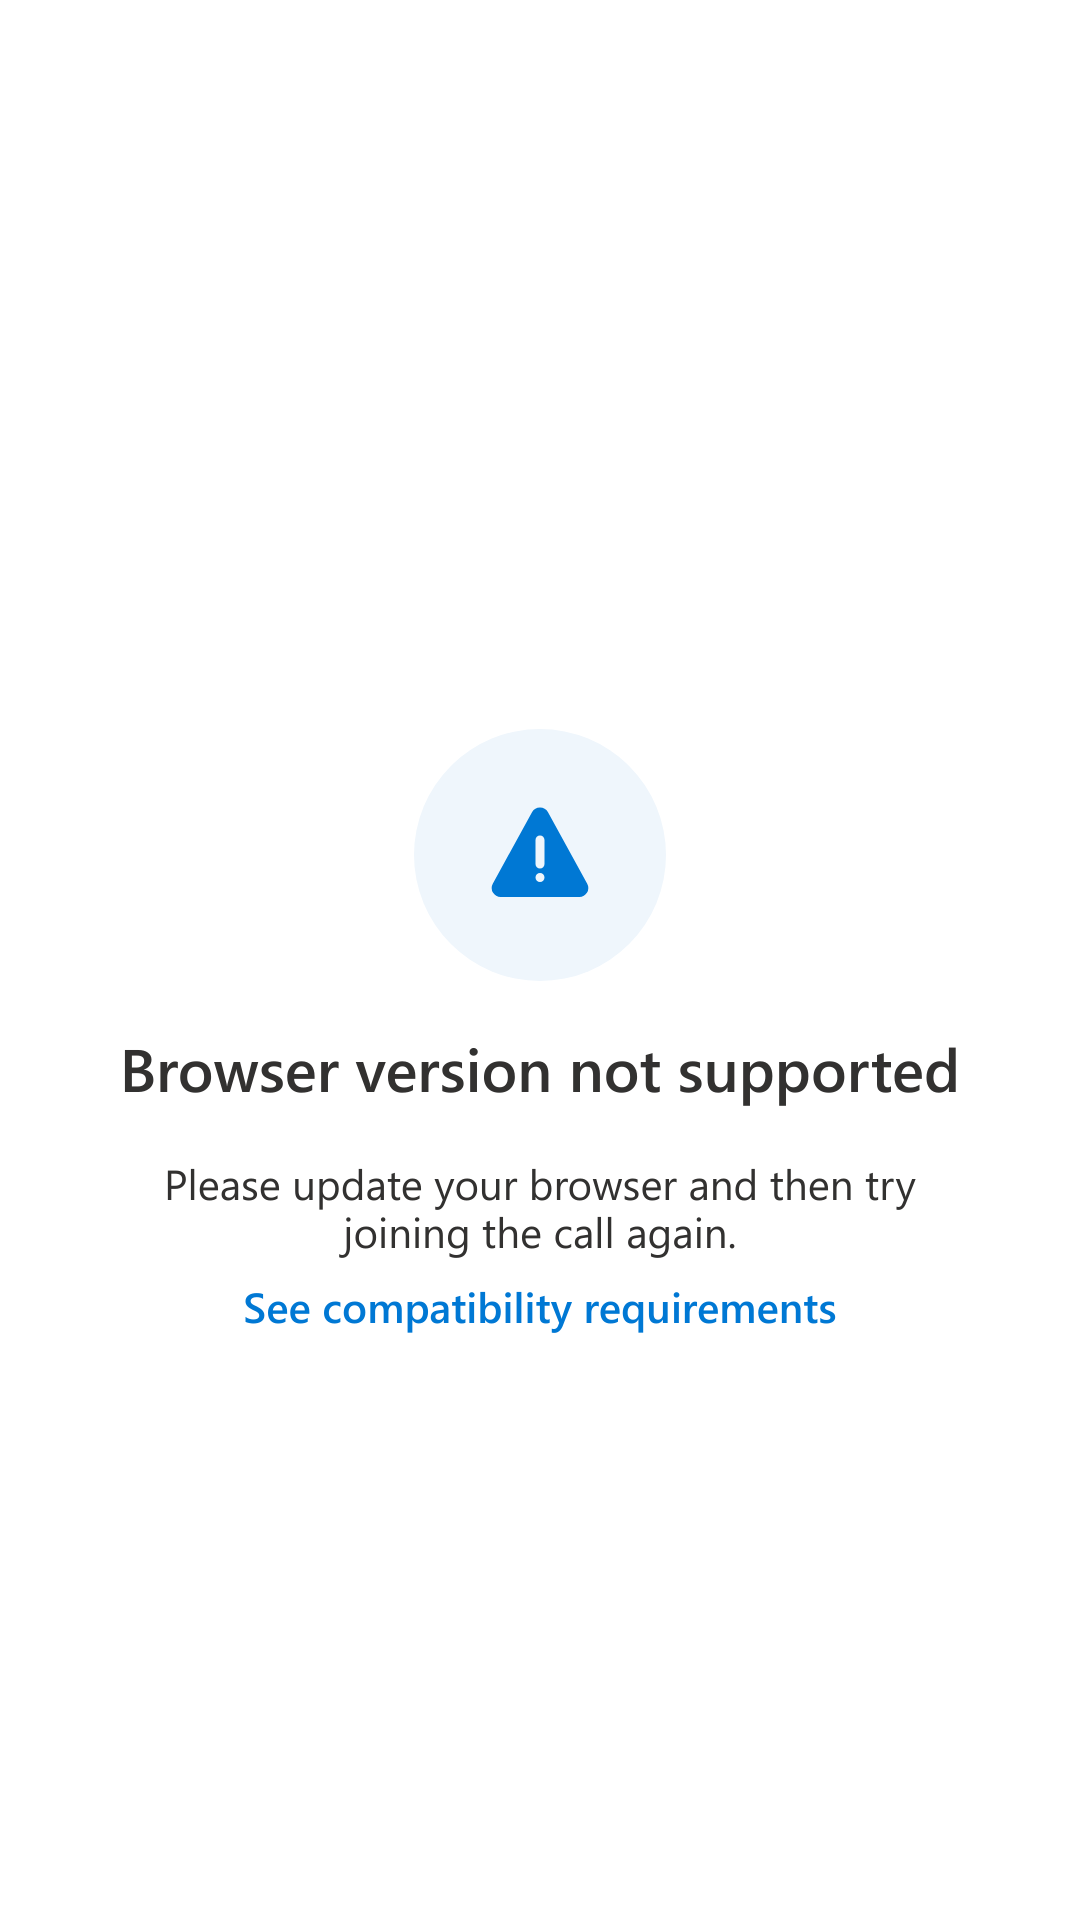 Browser version not supported
Please update your browser and then try
joining the call again.
See compatibility requirements